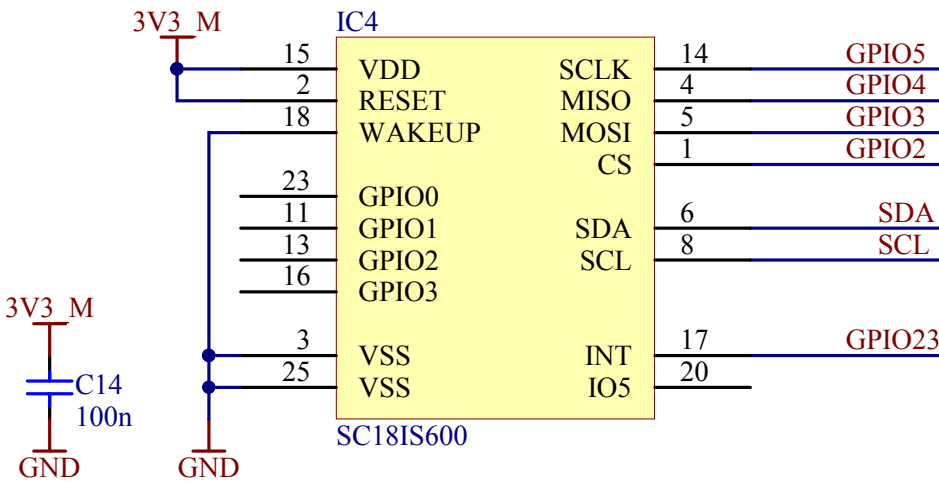 3V3_M
IC4
15 VDD SCLK 14 GPIO5
2 RESET MISO 4 GPIO4
18 WAKEUP MOSI 5 GPIO3
CS 1 GPIO2
23 GPIO0
11 GPIO1 SDA 6 SDA
13 GPIO2 SCL 8 SCL
16 GPIO3
3V3_M
3 VSS INT 17 GPIO23
25 VSS IO5 20
C14
100n
SC18IS600
GND GND